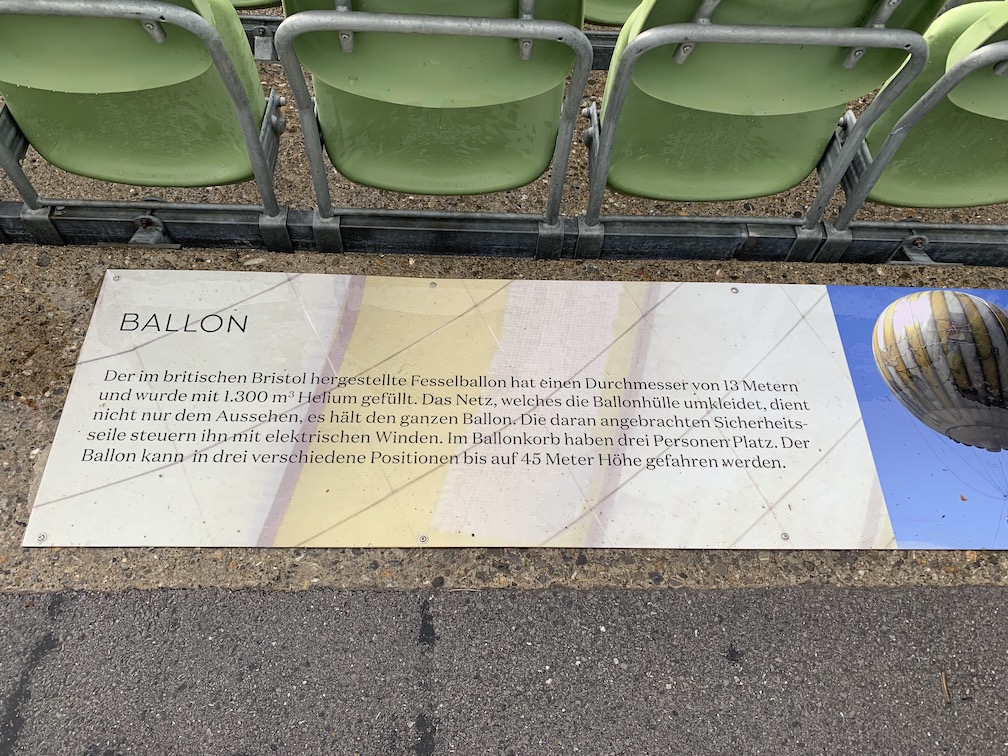 BALLON
Der im britischen Bristol hergestellte Fesselballon hat einen Durchmesser von 13 Metern
und wurde mit 1.300 m³ Helium gefüllt. Das Netz, welches die Ballonhülle umkleidet, dient
nicht nur dem Aussehen, es hält den ganzen Ballon. Die daran angebrachten Sicherheits-
seile steuern ihn mit elektrischen Winden. Im Ballonkorb haben drei Personen Platz. Der
Ballon kann in drei verschiedene Positionen bis auf 45 Meter Höhe gefahren werden.